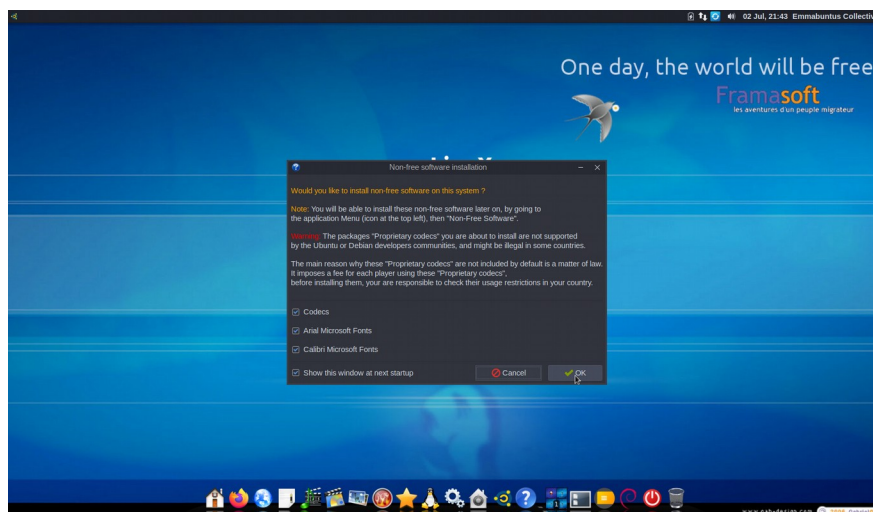 02 Jul, 21:43 Emmabuntus Collectiv
One day, the world will be free
Framasoft
les aventures d'un peuple migrateur
Non-free software installation
Would you like to install non-free software on this system ?
Note: You will be able to install these non-free software later on, by going to
the application Menu (icon at the top left), then "Non-Free Software".
Warning: The packages "Proprietary codecs" you are about to install are not supported
by the Ubuntu or Debian developers communities, and might be illegal in some countries.
The main reason why these "Proprietary codecs" are not included by default is a matter of law.
It imposes a fee for each player using these "Proprietary codecs",
before installing them, your are responsible to check their usage restrictions in your country.
Codecs
Arial Microsoft Fonts
Calibri Microsoft Fonts
Show this window at next startup
Cancel
OK